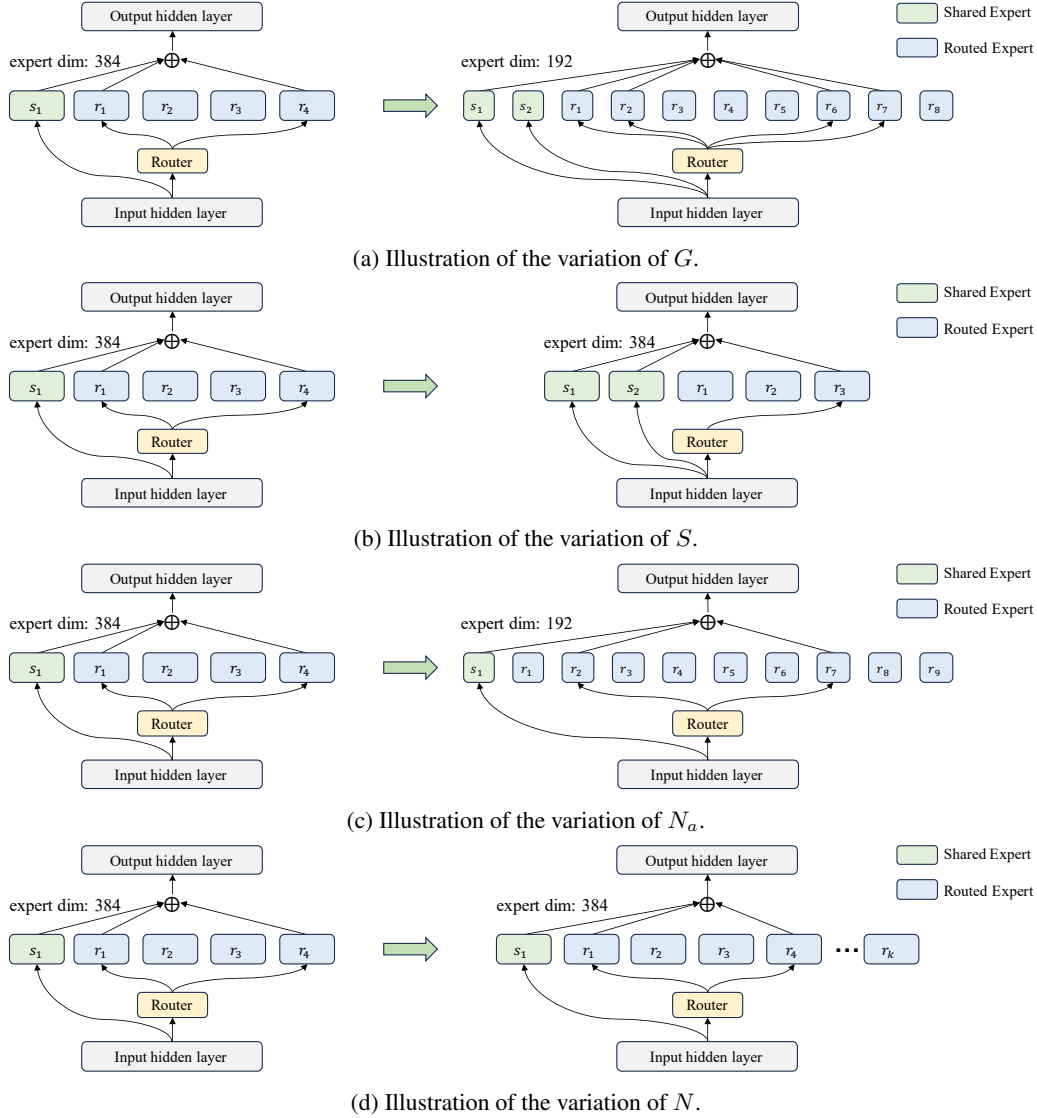 Output hidden layer
Output hidden layer
Shared Expert
Routed Expert
expert dim: 384
expert dim: 192
s₁ r₁ r₂ r₃ r₄
s₁ s₂ r₁ r₂ r₃ r₄ r₅ r₆ r₇ r₈
Router
Router
Input hidden layer
Input hidden layer
(a) Illustration of the variation of G.
Output hidden layer
Output hidden layer
Shared Expert
Routed Expert
expert dim: 384
expert dim: 384
s₁ r₁ r₂ r₃ r₄
s₁ s₂ r₁ r₂ r₃
Router
Router
Input hidden layer
Input hidden layer
(b) Illustration of the variation of S.
Output hidden layer
Output hidden layer
Shared Expert
Routed Expert
expert dim: 384
expert dim: 192
s₁ r₁ r₂ r₃ r₄
s₁ r₁ r₂ r₃ r₄ r₅ r₆ r₇ r₈ r₉
Router
Router
Input hidden layer
Input hidden layer
(c) Illustration of the variation of Nₐ.
Output hidden layer
Output hidden layer
Shared Expert
Routed Expert
expert dim: 384
expert dim: 384
s₁ r₁ r₂ r₃ r₄
s₁ r₁ r₂ r₃ r₄ ... rₖ
Router
Router
Input hidden layer
Input hidden layer
(d) Illustration of the variation of N.